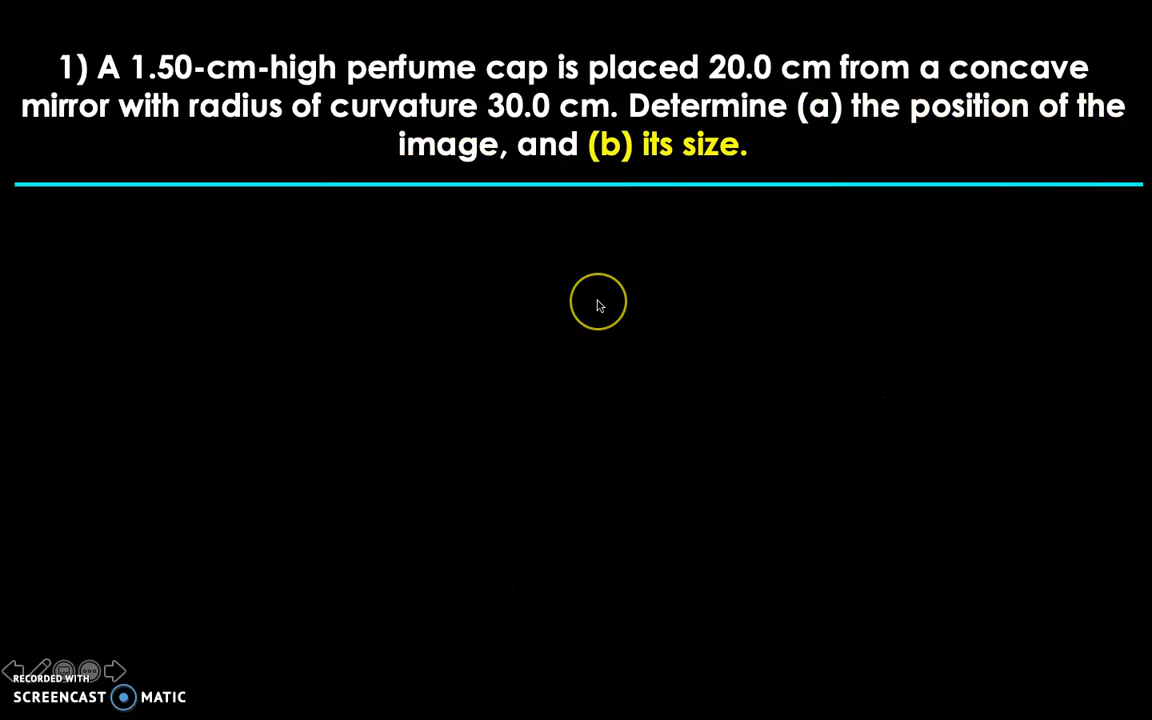 1) A 1.50-cm-high perfume cap is placed 20.0 cm from a concave
mirror with radius of curvature 30.0 cm. Determine (a) the position of the
image, and (b) its size.
RECORDED WITH
SCREENCAST MATIC